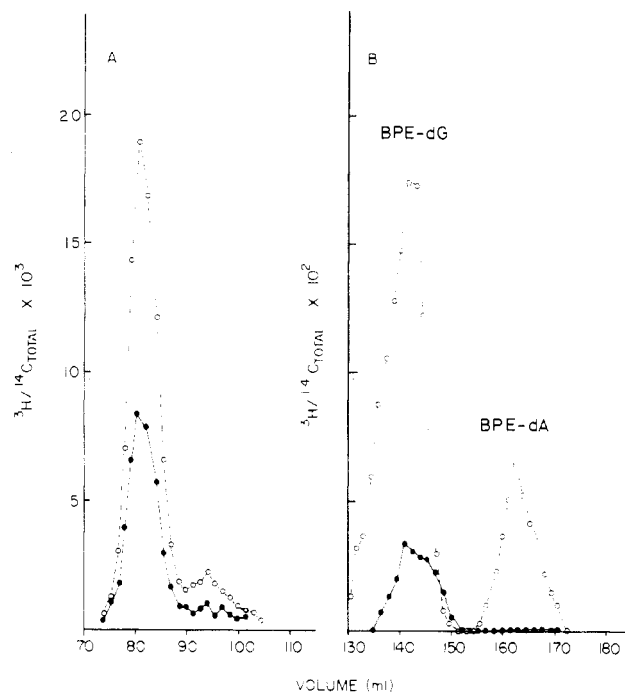 A
B
BPE-dG
BPE-dA
20
15
10
5
³H/¹⁴C TOTAL X 10³
³H/¹⁴C TOTAL X 10²
70 80 90 100 110
130 140 150 160 170 180
VOLUME (ml)